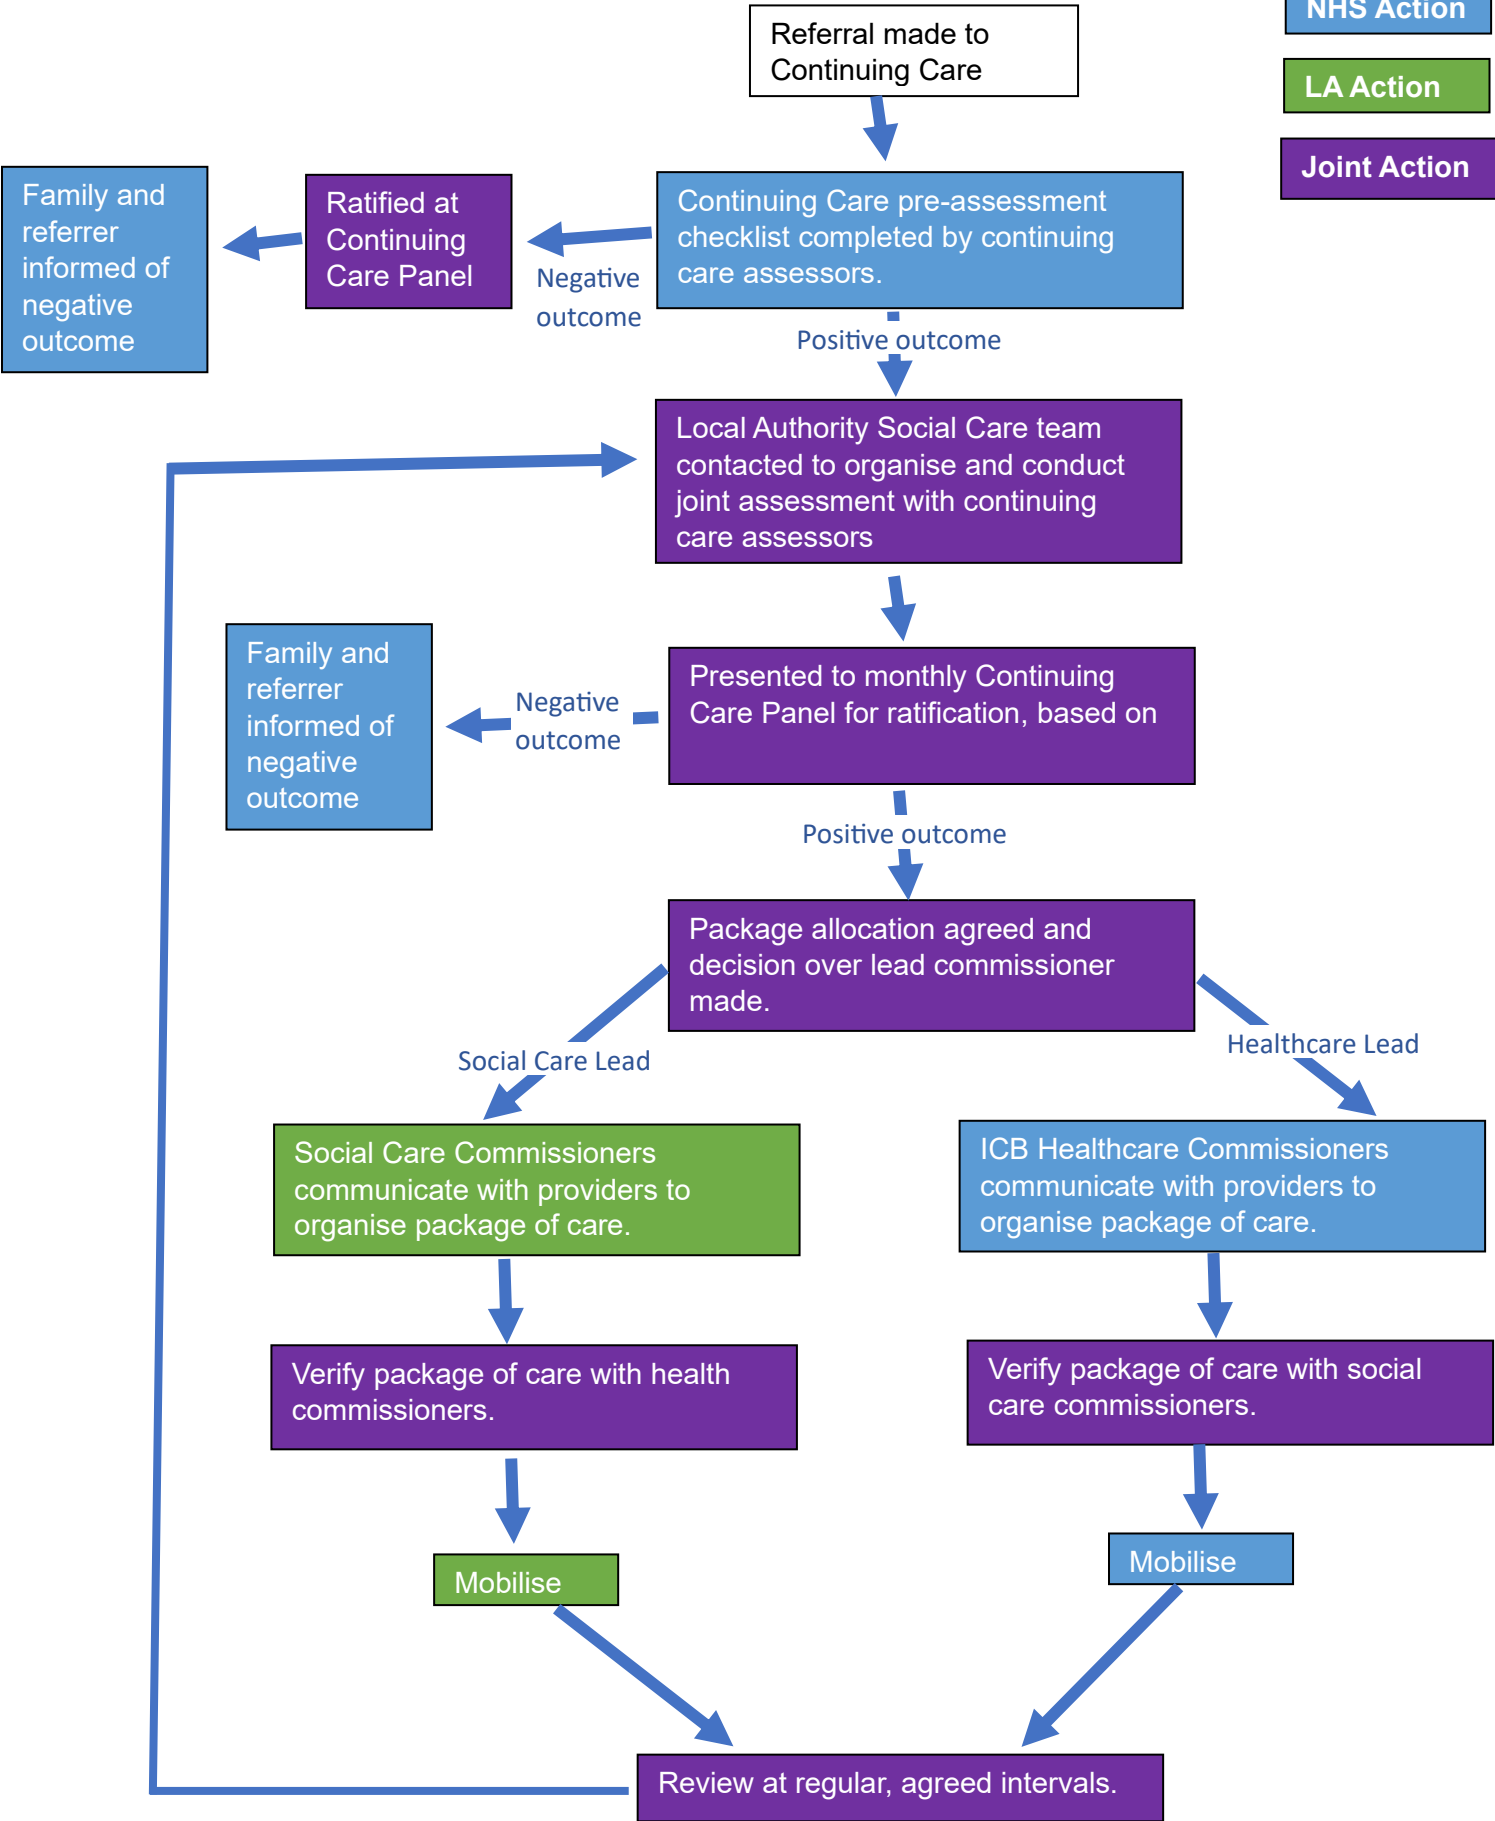 Referral made to
Continuing Care
NHS Action
LA Action
Joint Action
Family and
referrer
informed of
negative
outcome
Ratified at
Continuing
Care Panel
Negative
outcome
Continuing Care pre-assessment
checklist completed by continuing
care assessors.
Positive outcome
Local Authority Social Care team
contacted to organise and conduct
joint assessment with continuing
care assessors
Family and
referrer
informed of
negative
outcome
Negative
outcome
Presented to monthly Continuing
Care Panel for ratification, based on
Positive outcome
Package allocation agreed and
decision over lead commissioner
made.
Social Care Lead
Healthcare Lead
Social Care Commissioners
communicate with providers to
organise package of care.
ICB Healthcare Commissioners
communicate with providers to
organise package of care.
Verify package of care with health
commissioners.
Verify package of care with social
care commissioners.
Mobilise
Mobilise
Review at regular, agreed intervals.